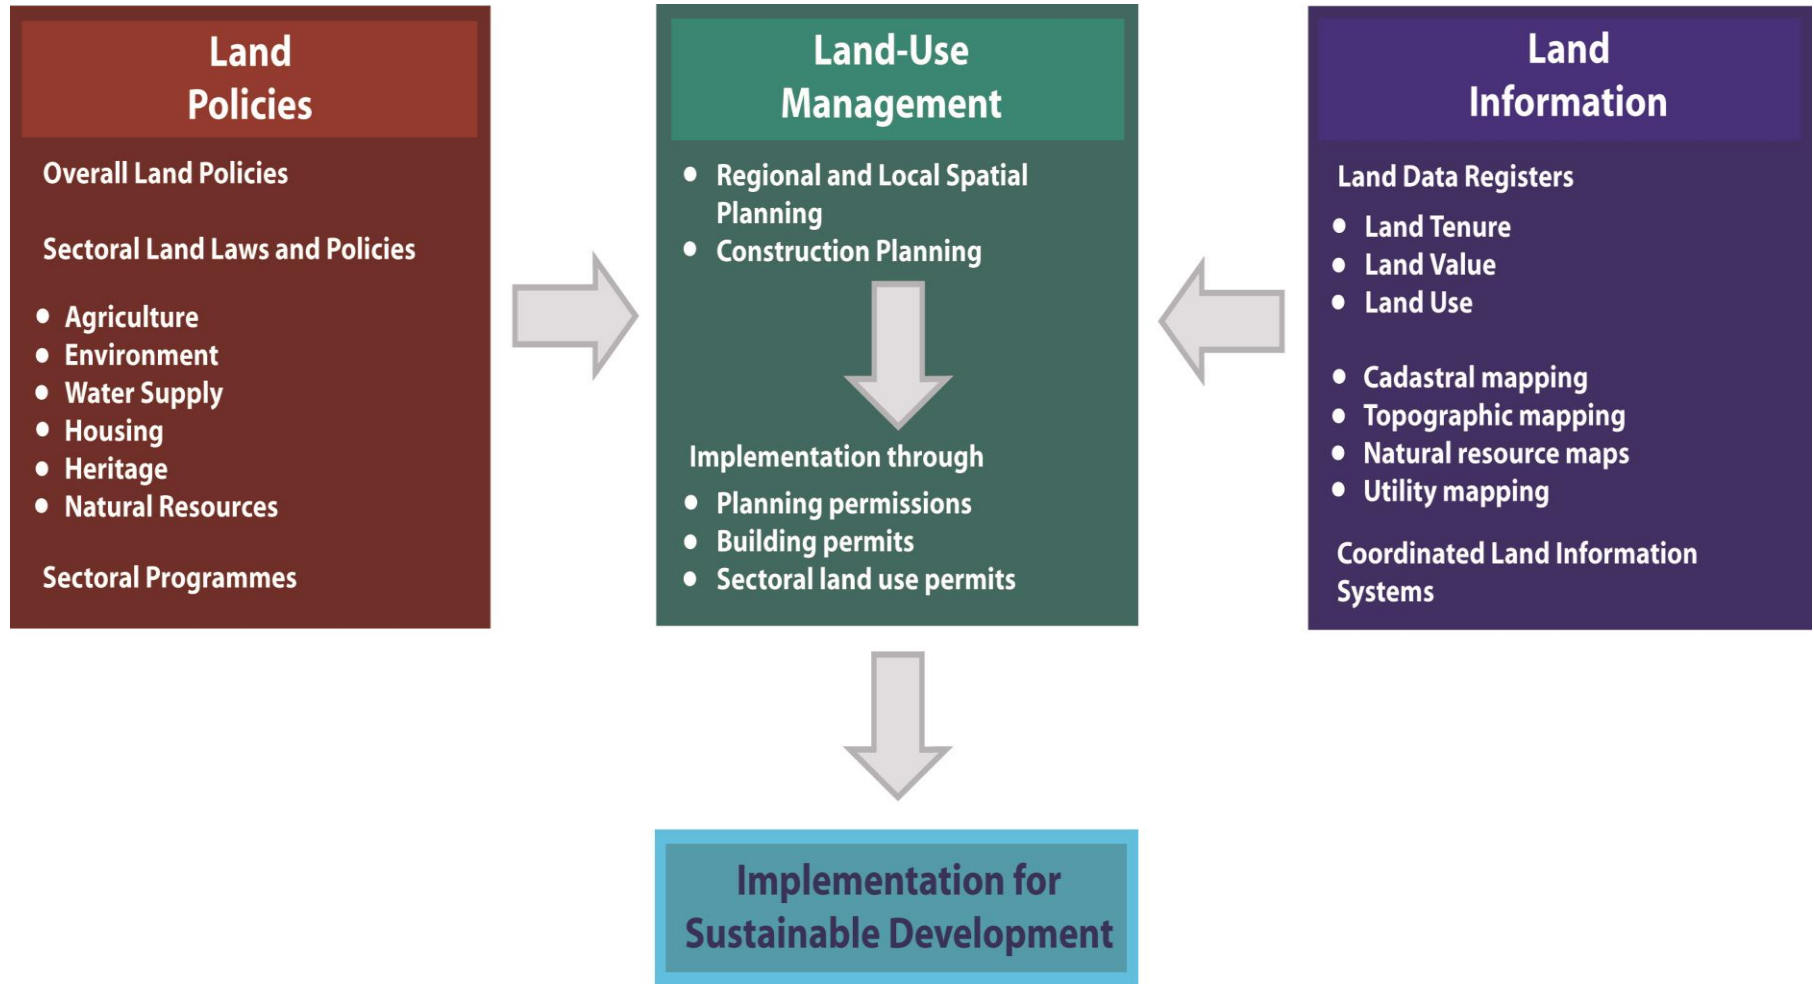 Land
Policies
Overall Land Policies
Sectoral Land Laws and Policies
• Agriculture
• Environment
• Water Supply
• Housing
• Heritage
• Natural Resources
Sectoral Programmes
Land-Use
Management
• Regional and Local Spatial
Planning
• Construction Planning
Implementation through
• Planning permissions
• Building permits
• Sectoral land use permits
Land
Information
Land Data Registers
• Land Tenure
• Land Value
• Land Use
• Cadastral mapping
• Topographic mapping
• Natural resource maps
• Utility mapping
Coordinated Land Information
Systems
Implementation for
Sustainable Development